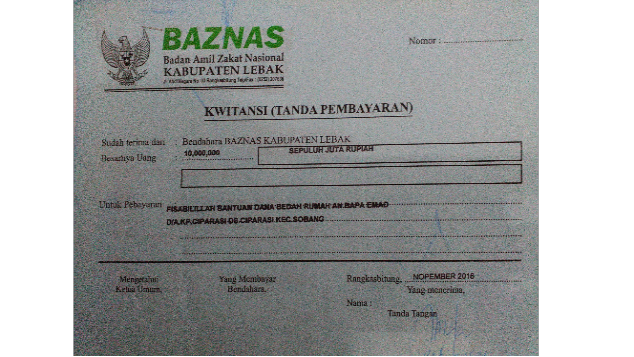 BAZNAS
Badan Amil Zakat Nasional
KABUPATEN LEBAK
Nomor :
KWITANSI (TANDA PEMBAYARAN)
Sudah terima dari : Bendahara BAZNAS KABUPATEN LEBAK
Besarnya Uang : 10,000,000 SEPULUH JUTA RUPIAH
Untuk Pebayaran FISABILILLAH BANTUAN DANA BEDAH RUMAH AN.BAPA EMAD
D/A.KP.CIPARASI DS.CIPARASI KEC.SOBANG
Mengetahui Yang Membayar Rangkasbitung, NOPEMBER 2016
Ketua Umum, Bendahara, Yang menerima,
Nama :
Tanda Tangan